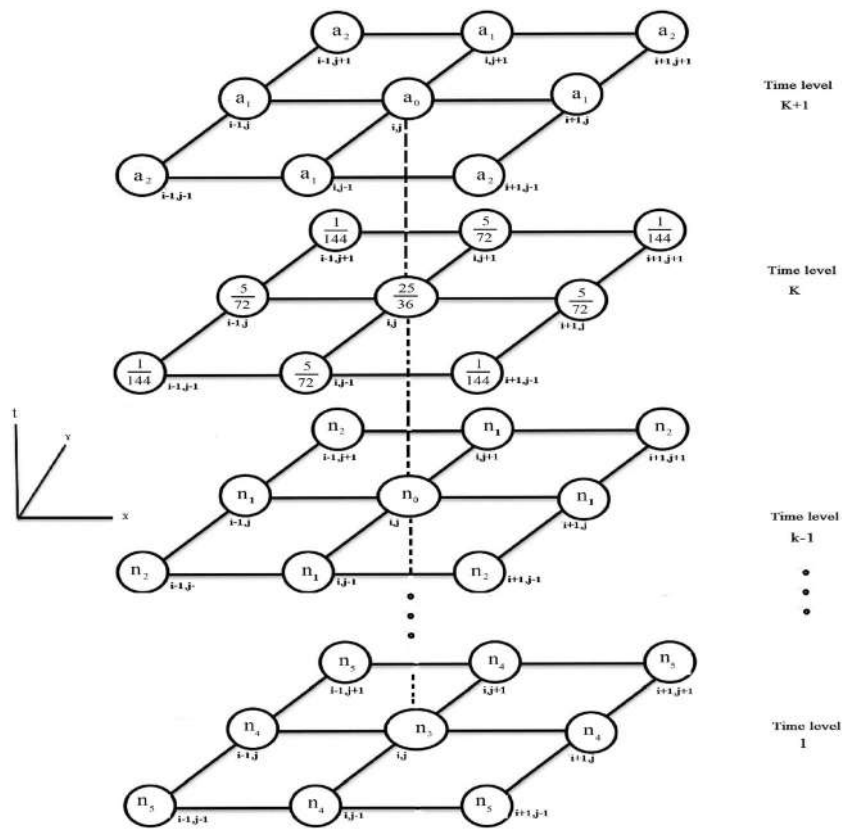 a₂ a₁ a₂
i-1,j+1 i,j+1 i+1,j+1
a₁ a₀ a₁
i-1,j i,j i+1,j
a₂ a₁ a₂
i-1,j-1 i,j-1 i+1,j-1
Time level
K+1
1/144 5/72 1/144
i-1,j+1 i,j+1 i+1,j+1
5/72 25/36 5/72
i-1,j i,j i+1,j
1/144 5/72 1/144
i-1,j-1 i,j-1 i+1,j-1
Time level
K
t
Y
X
n₂ n₁ n₂
i-1,j+1 i,j+1 i+1,j+1
n₁ n₀ n₁
i-1,j i,j i+1,j
n₂ n₁ n₂
i-1,j- i,j-1 i+1,j-1
Time level
k-1
n₅ n₄ n₅
i-1,j+1 i,j+1 i+1,j+1
n₄ n₃ n₄
i-1,j i,j i+1,j
n₅ n₄ n₅
i-1,j-1 i,j-1 i+1,j-1
Time level
1